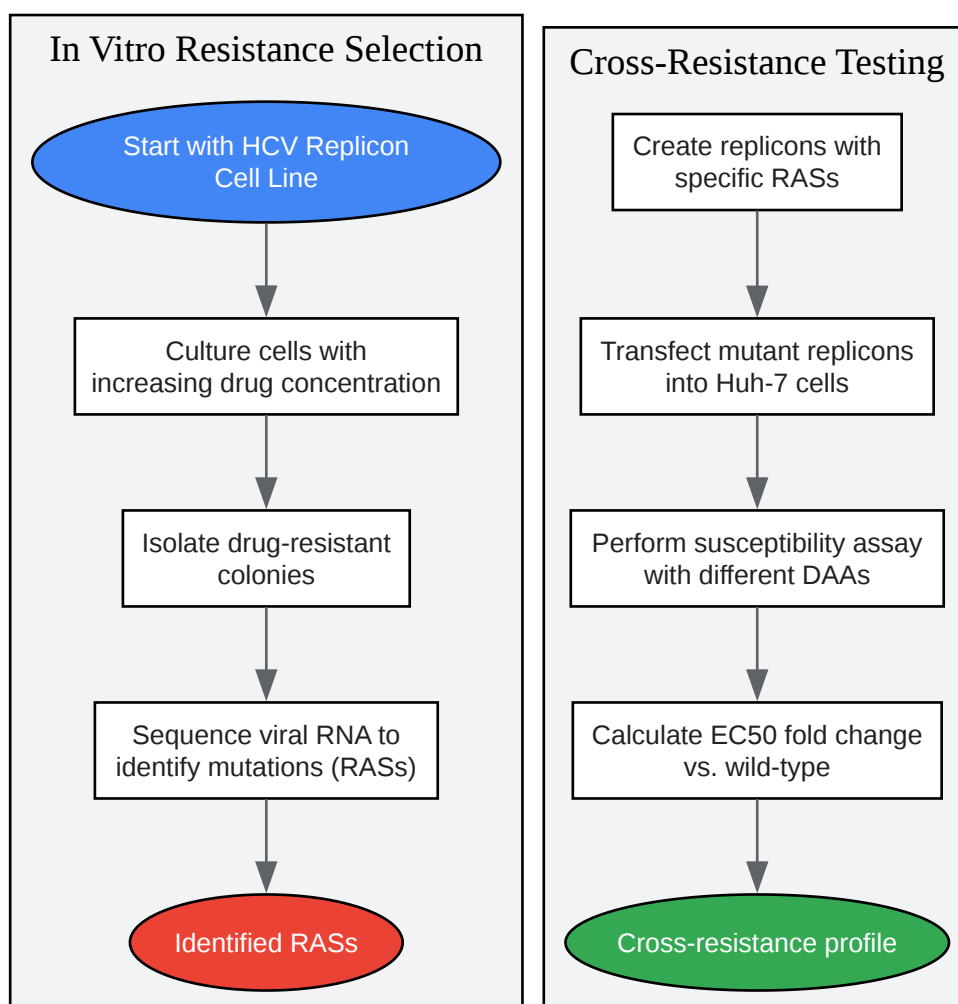 In Vitro Resistance Selection
Start with HCV Replicon
Cell Line
Culture cells with
increasing drug concentration
Isolate drug-resistant
colonies
Sequence viral RNA to
identify mutations (RASs)
Identified RASs
Cross-Resistance Testing
Create replicons with
specific RASs
Transfect mutant replicons
into Huh-7 cells
Perform susceptibility assay
with different DAAs
Calculate EC50 fold change
vs. wild-type
Cross-resistance profile